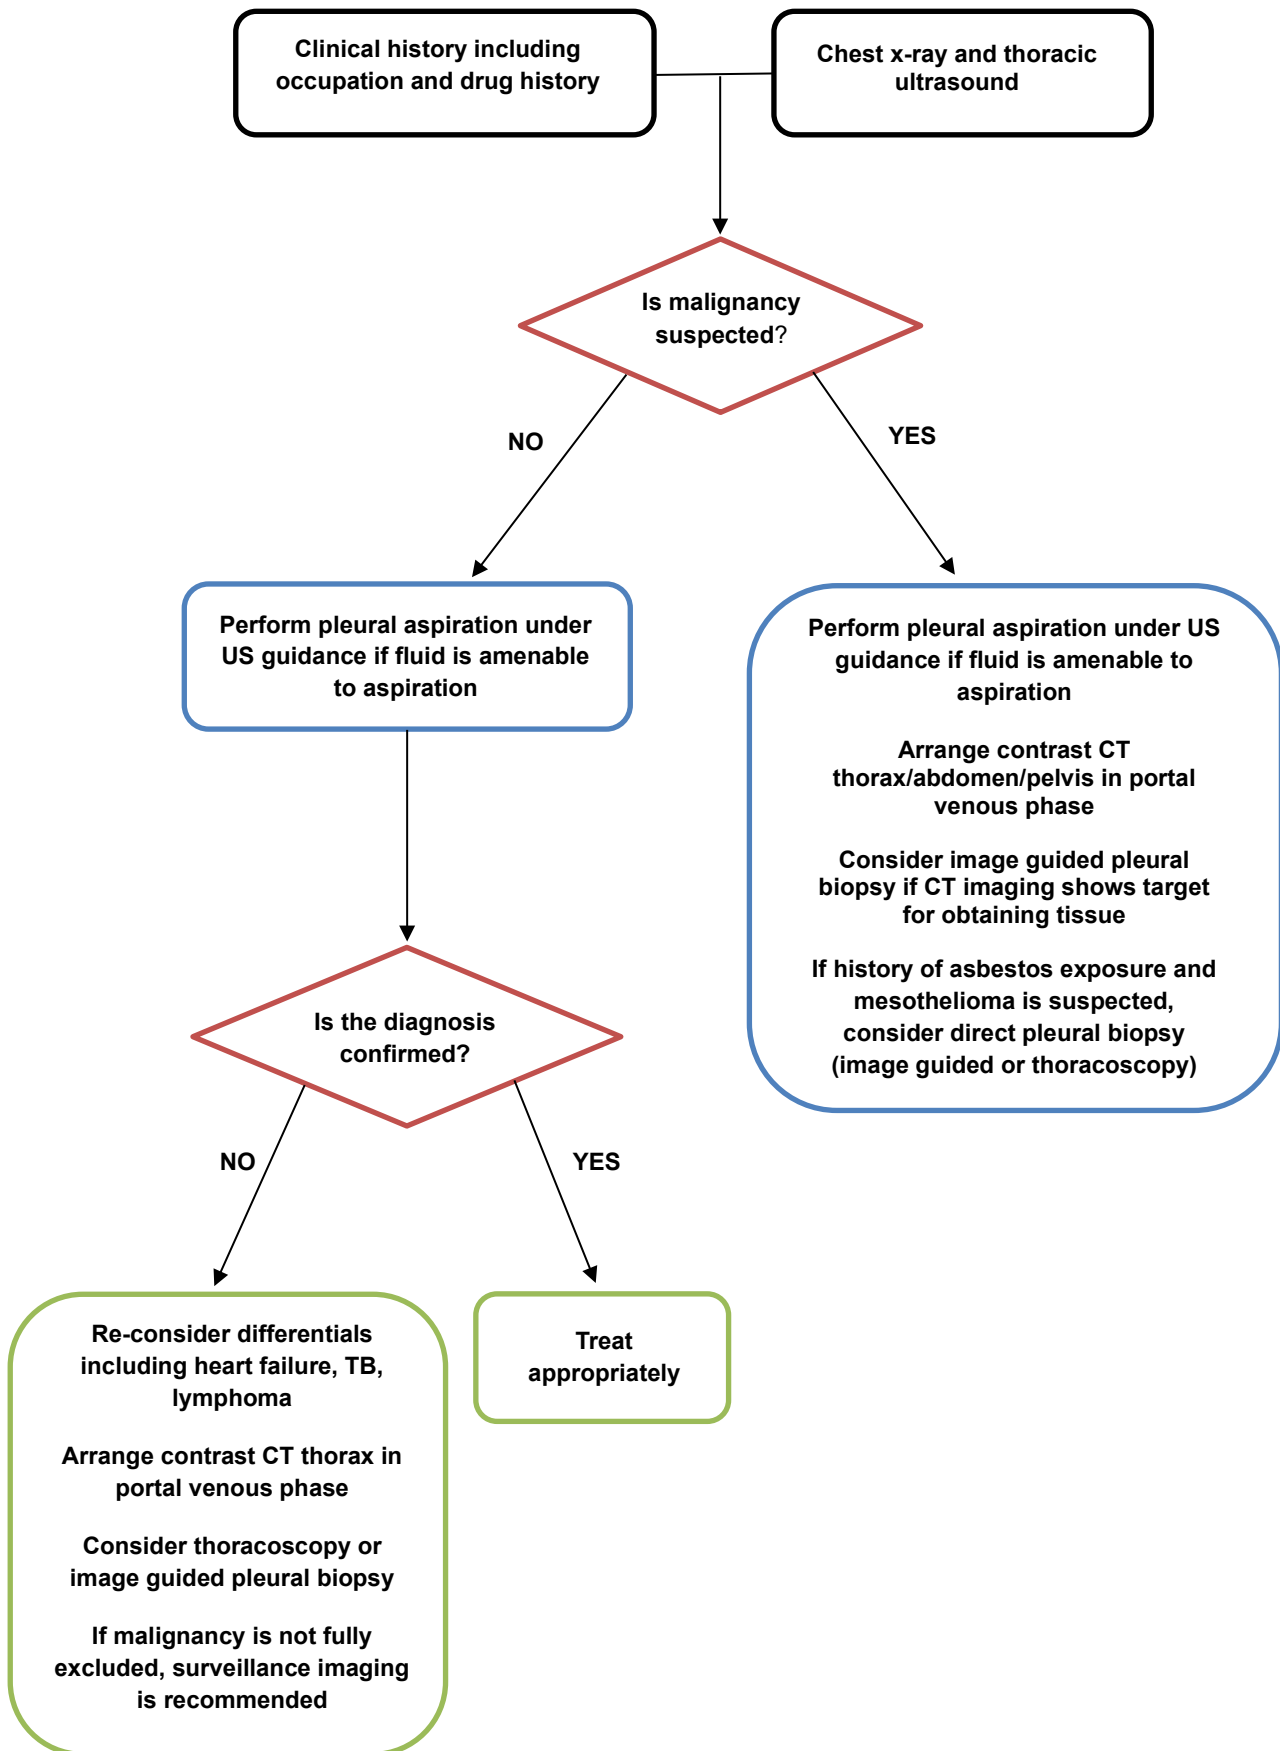 Clinical history including
occupation and drug history
Chest x-ray and thoracic
ultrasound
Is malignancy
suspected?
NO
YES
Perform pleural aspiration under
US guidance if fluid is amenable
to aspiration
Perform pleural aspiration under US
guidance if fluid is amenable to
aspiration
Arrange contrast CT
thorax/abdomen/pelvis in portal
venous phase
Consider image guided pleural
biopsy if CT imaging shows target
for obtaining tissue
If history of asbestos exposure and
mesothelioma is suspected,
consider direct pleural biopsy
(image guided or thoracoscopy)
Is the diagnosis
confirmed?
NO
YES
Re-consider differentials
including heart failure, TB,
lymphoma
Arrange contrast CT thorax in
portal venous phase
Consider thoracoscopy or
image guided pleural biopsy
If malignancy is not fully
excluded, surveillance imaging
is recommended
Treat
appropriately